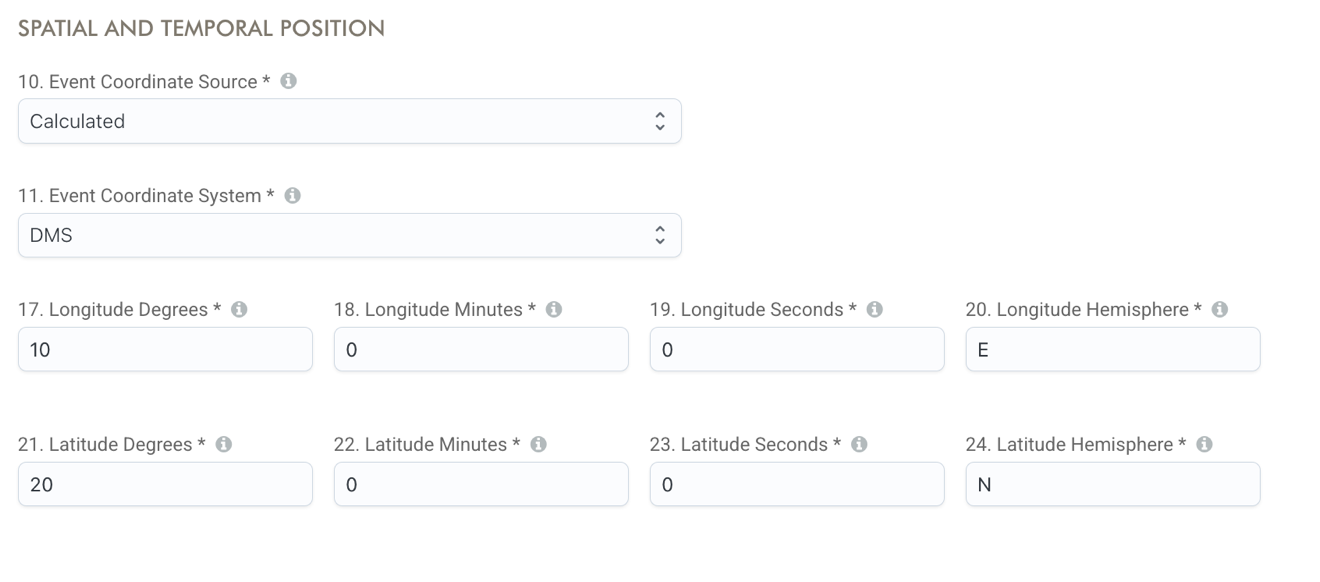 SPATIAL AND TEMPORAL POSITION
10. Event Coordinate Source *
Calculated
11. Event Coordinate System *
DMS
17. Longitude Degrees * 18. Longitude Minutes * 19. Longitude Seconds * 20. Longitude Hemisphere *
10 0 0 E
21. Latitude Degrees * 22. Latitude Minutes * 23. Latitude Seconds * 24. Latitude Hemisphere *
20 0 0 N